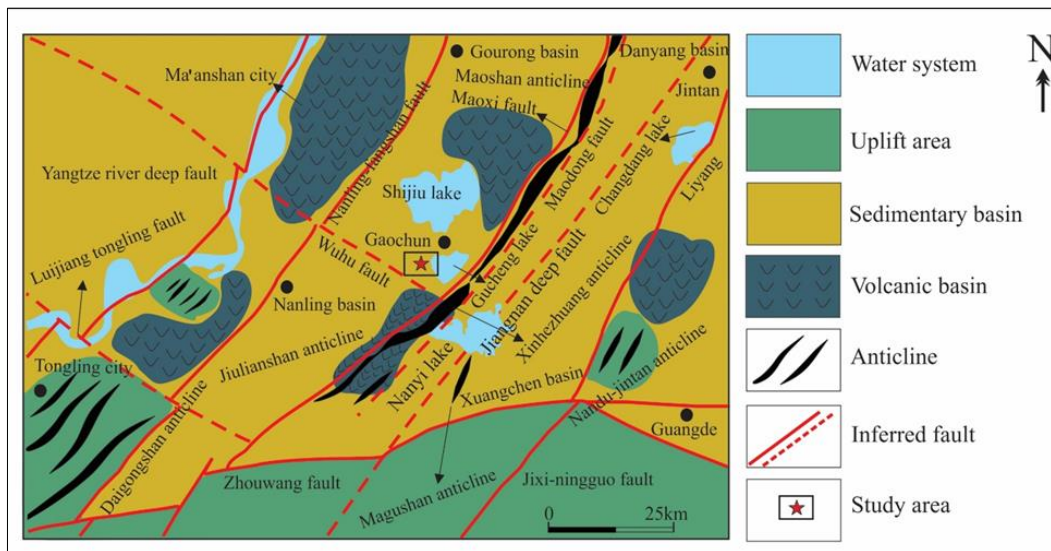 Gourong basin
Danyang basin
Ma'anshan city
Maoshan anticline
Jintan
Maoxi fault
Nanling-fangshan fault
Maodong fault
Changdang lake
Liyang
Yangtze river deep fault
Shijiu lake
Luijiang tongling fault
Wuhu fault
Gaochun
Gucheng lake
Jiangnan deep fault
Xinhezhuang anticline
Nanling basin
Jiulianshan anticline
Nanyi lake
Tongling city
Daigongshan anticline
Xuangchen basin
Nandu-jintan anticline
Guangde
Zhouwang fault
Magushan anticline
Jixi-ningguo fault
0 25km
N
Water system
Uplift area
Sedimentary basin
Volcanic basin
Anticline
Inferred fault
Study area